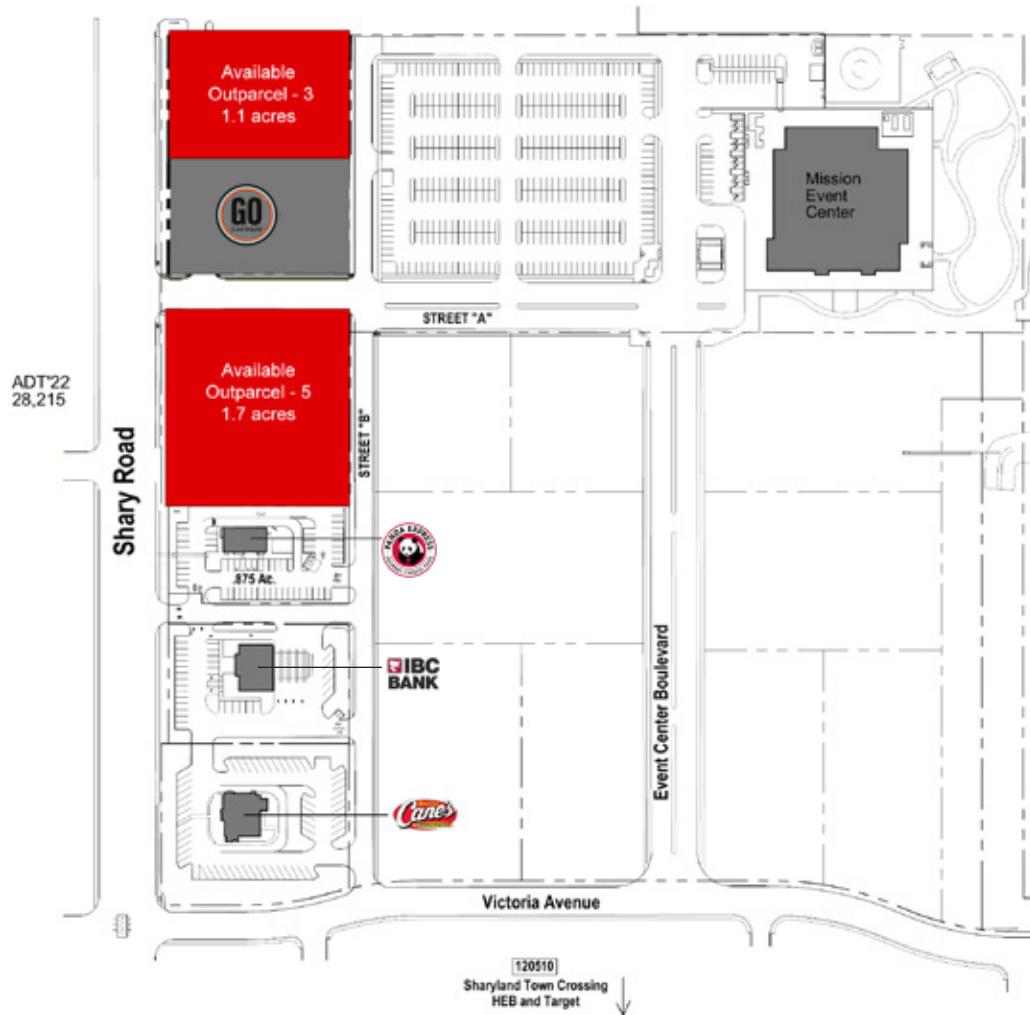 Available
Outparcel - 3
1.1 acres
GO
Mission
Event
Center
STREET "A"
ADT'22
28,215
Available
Outparcel - 5
1.7 acres
STREET "B"
Shary Road
PANDA EXPRESS
.875 Ac.
IBC
BANK
Event Center Boulevard
Cane's
Victoria Avenue
120510
Sharyland Town Crossing
HEB and Target